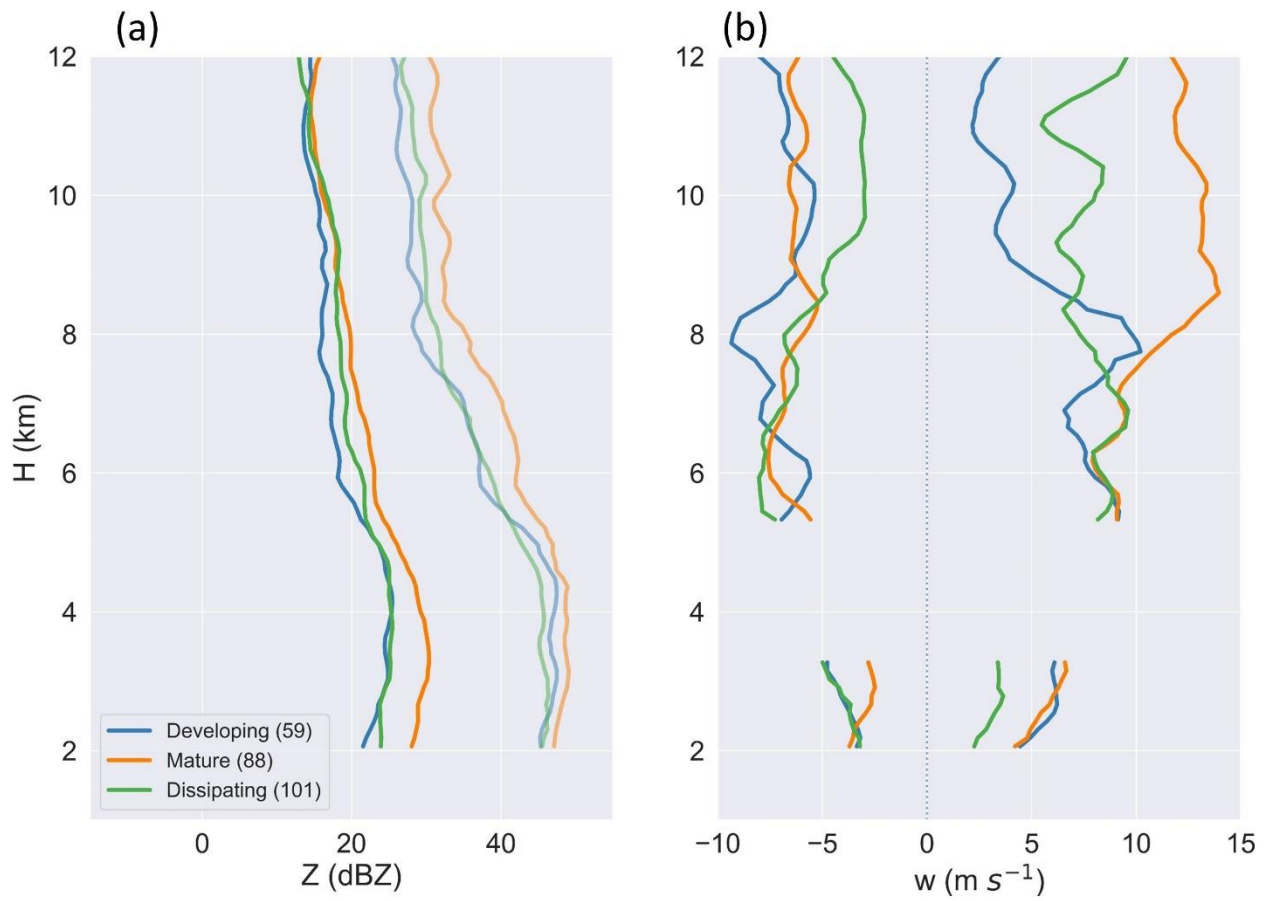 (a)
(b)
12
10
8
6
4
2
H (km)
Developing (59)
Mature (88)
Dissipating (101)
0
20
40
Z (dBZ)
12
10
8
6
4
2
−10
−5
0
5
10
15
w (m s⁻¹)